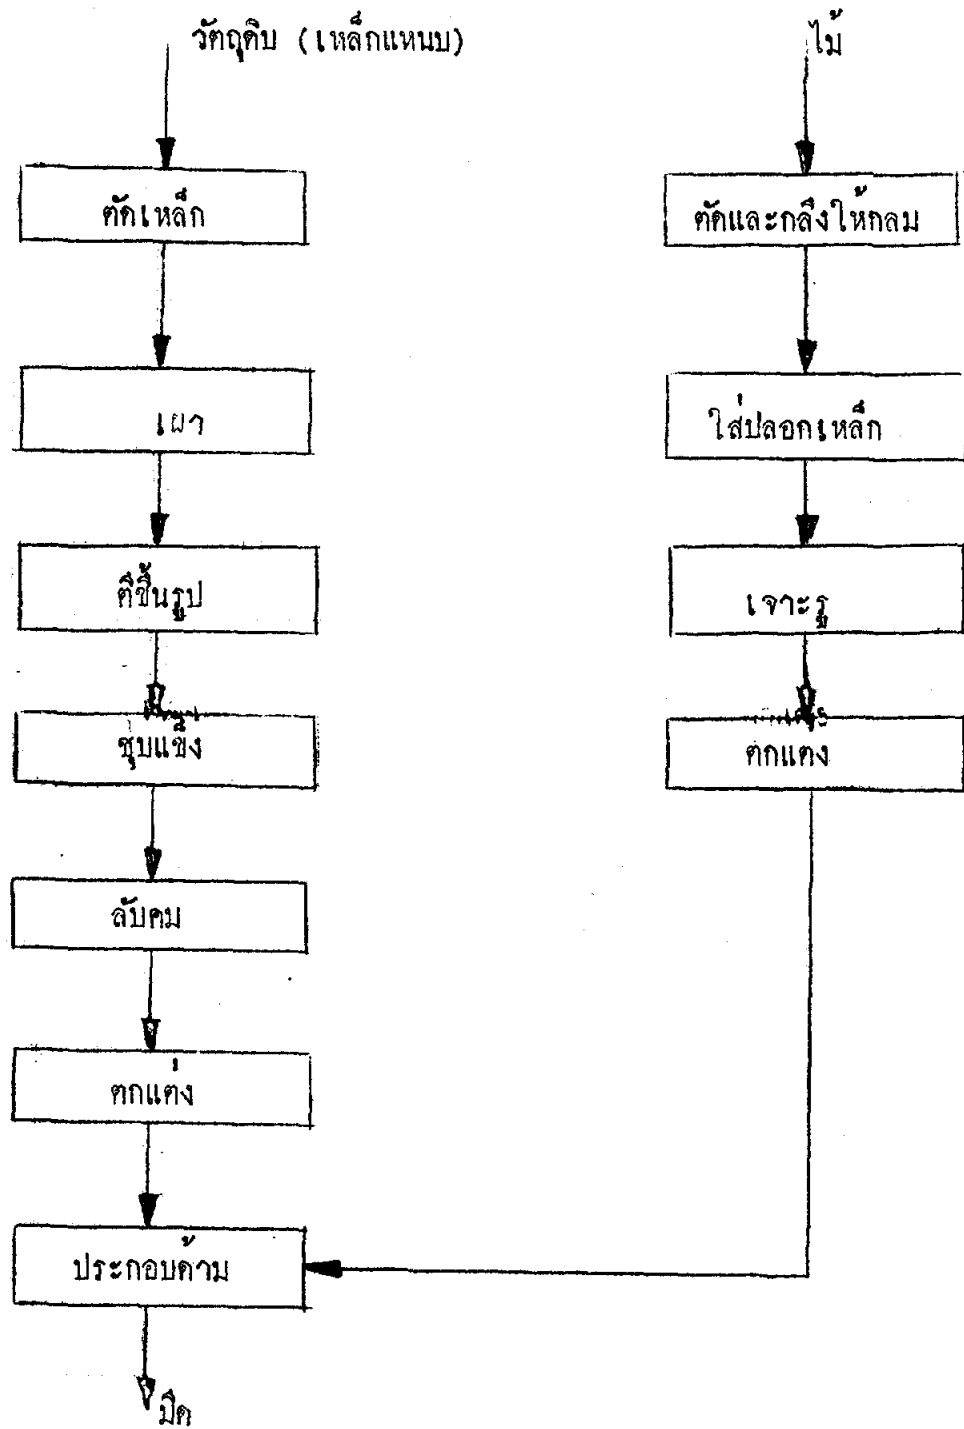 วัตถุดิบ (เหล็กแหนบ)
ตัดเหล็ก
เผา
ตีขึ้นรูป
ชุบแข็ง
ลับคม
ตกแต่ง
ประกอบด้าม
มีด
ไม้
ตัดและกลึงให้กลม
ใส่ปลอกเหล็ก
เจาะรู
ตกแตง